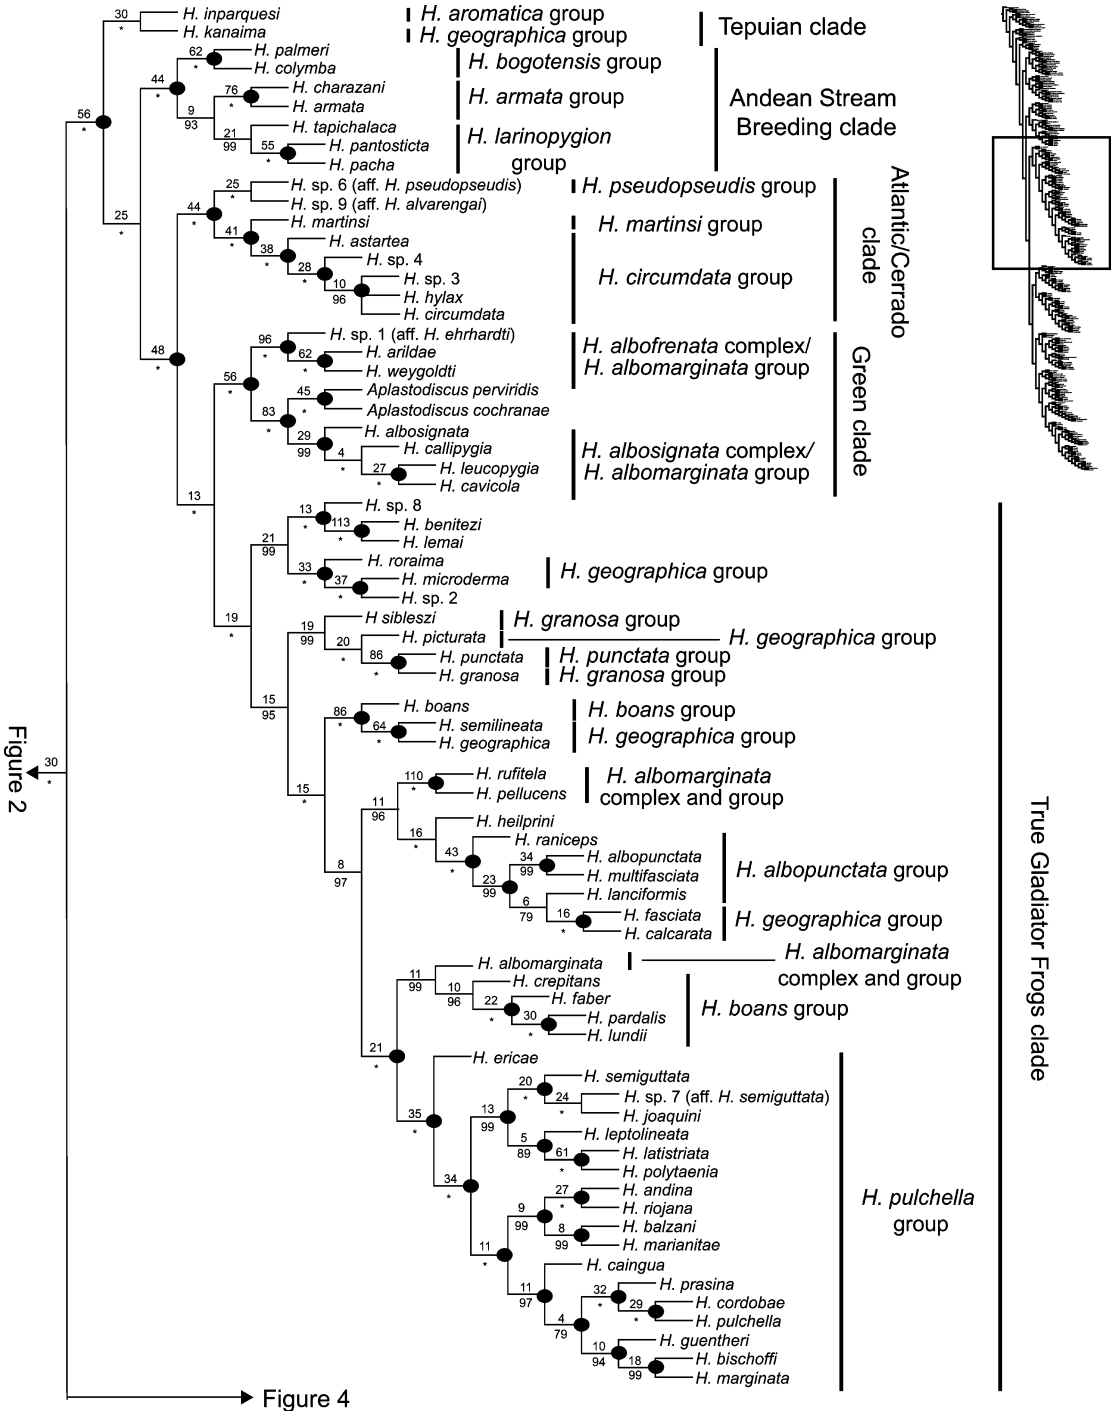 30
*
H. inparquesi
H. kanaima
H. aromatica group
H. geographica group
Tepuian clade
56
*
44
*
62
*
H. palmeri
H. colymba
H. bogotensis group
9
93
76
*
H. charazani
H. armata
H. armata group
21
99
H. tapichalaca
55
*
H. pantosticta
H. pacha
H. larinopygion
group
Andean Stream
Breeding clade
25
*
48
*
44
*
25
*
H. sp. 6 (aff. H. pseudopseudis)
H. sp. 9 (aff. H. alvarengai)
H. pseudopseudis group
41
*
H. martinsi
H. martinsi group
38
*
H. astartea
28
*
H. sp. 4
10
96
H. sp. 3
H. hylax
H. circumdata
H. circumdata group
Atlantic/Cerrado
clade
13
*
56
*
96
*
H. sp. 1 (aff. H. ehrhardti)
62
*
H. arildae
H. weygoldti
H. albofrenata complex/
H. albomarginata group
83
*
45
*
Aplastodiscus perviridis
Aplastodiscus cochranae
29
99
H. albosignata
4
*
H. callipygia
27
*
H. leucopygia
H. cavicola
H. albosignata complex/
H. albomarginata group
Green clade
19
*
21
99
13
*
H. sp. 8
113
*
H. benitezi
H. lemai
33
*
H. roraima
37
*
H. microderma
H. sp. 2
H. geographica group
15
95
19
99
H sibleszi
H. granosa group
20
*
H. picturata
H. geographica group
86
*
H. punctata
H. granosa
H. punctata group
H. granosa group
15
*
86
*
H. boans
H. boans group
64
*
H. semilineata
H. geographica
H. geographica group
Figure 2
30
*
8
97
11
96
110
*
H. rufitela
H. pellucens
H. albomarginata
complex and group
16
*
H. heilprini
43
*
H. raniceps
23
99
34
99
H. albopunctata
H. multifasciata
H. albopunctata group
6
79
H. lanciformis
16
*
H. fasciata
H. calcarata
H. geographica group
21
*
11
99
H. albomarginata
H. albomarginata
complex and group
10
96
H. crepitans
22
*
H. faber
30
*
H. pardalis
H. lundii
H. boans group
35
*
H. ericae
34
*
13
99
20
*
H. semiguttata
24
*
H. sp. 7 (aff. H. semiguttata)
H. joaquini
5
89
H. leptolineata
61
*
H. latistriata
H. polytaenia
11
*
9
99
27
*
H. andina
H. riojana
8
99
H. balzani
H. marianitae
11
97
H. caingua
4
79
32
*
H. prasina
29
*
H. cordobae
H. pulchella
10
94
H. guentheri
18
99
H. bischoffi
H. marginata
H. pulchella
group
True Gladiator Frogs clade
Figure 4